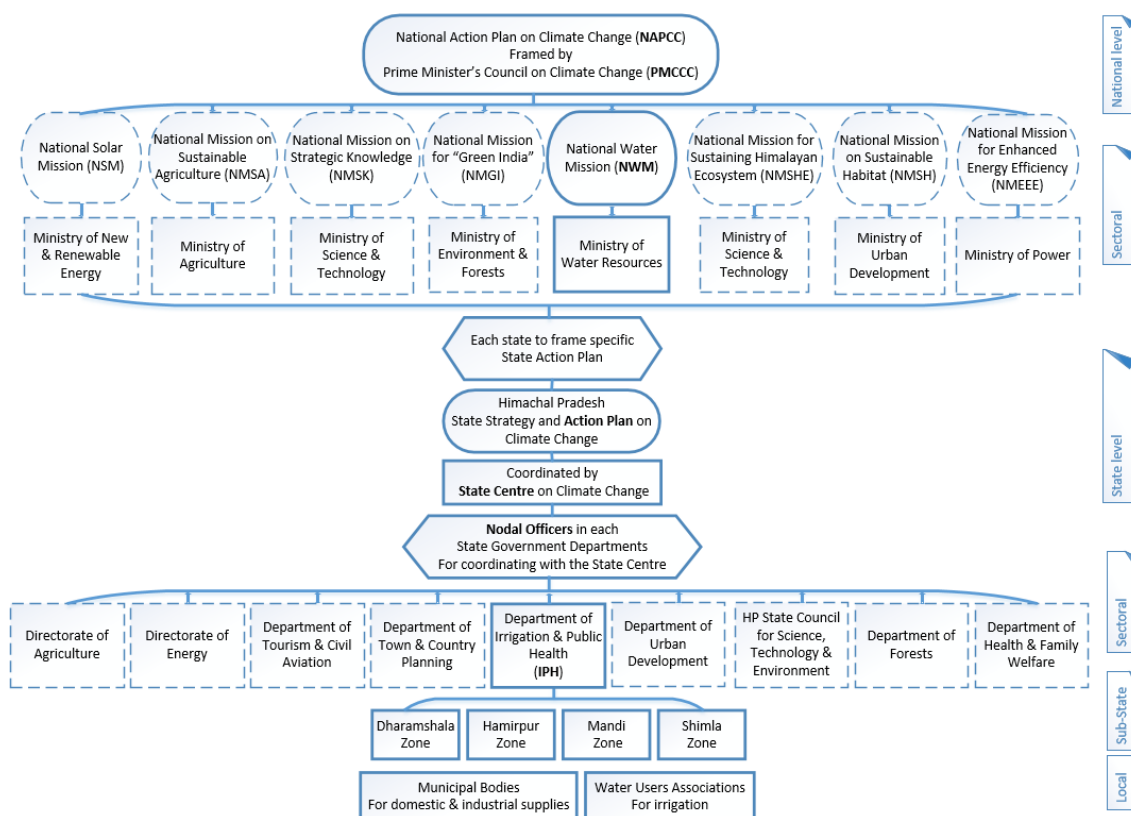 National Action Plan on Climate Change (NAPCC)
Framed by
Prime Minister's Council on Climate Change (PMCCC)
National level
National Solar
Mission (NSM)
National Mission on
Sustainable
Agriculture (NMSA)
National Mission on
Strategic Knowledge
(NMSK)
National Mission
for “Green India”
(NMGI)
National Water
Mission (NWM)
National Mission for
Sustaining Himalayan
Ecosystem (NMSHE)
National Mission
on Sustainable
Habitat (NMSH)
National Mission
for Enhanced
Energy Efficiency
(NMEEE)
Sectoral
Ministry of New
& Renewable
Energy
Ministry of
Agriculture
Ministry of
Science &
Technology
Ministry of
Environment &
Forests
Ministry of
Water Resources
Ministry of
Science &
Technology
Ministry of
Urban
Development
Ministry of Power
Each state to frame specific
State Action Plan
Himachal Pradesh
State Strategy and Action Plan on
Climate Change
State level
Coordinated by
State Centre on Climate Change
Nodal Officers in each
State Government Departments
For coordinating with the State Centre
Directorate of
Agriculture
Directorate of
Energy
Department of
Tourism & Civil
Aviation
Department of
Town & Country
Planning
Department of
Irrigation & Public
Health
(IPH)
Department of
Urban
Development
HP State Council
for Science,
Technology &
Environment
Department of
Forests
Department of
Health & Family
Welfare
Sectoral
Dharamshala
Zone
Hamirpur
Zone
Mandi
Zone
Shimla
Zone
Sub-State
Municipal Bodies
For domestic & industrial supplies
Water Users Associations
For irrigation
Local